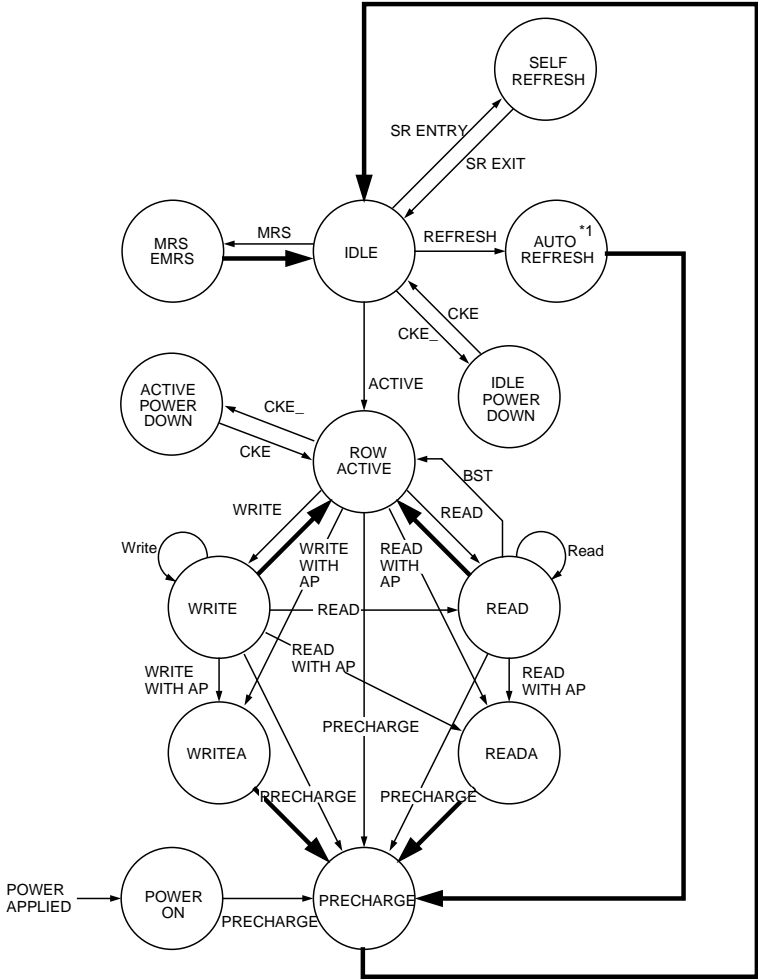 SELF
REFRESH
SR ENTRY
SR EXIT
MRS
EMRS
MRS
IDLE
REFRESH
AUTO
REFRESH
*1
CKE
CKE_
IDLE
POWER
DOWN
ACTIVE
ACTIVE
POWER
DOWN
CKE_
CKE
ROW
ACTIVE
BST
WRITE
READ
Write
WRITE
WITH
AP
READ
WITH
AP
Read
WRITE
READ
READ
READ
WITH AP
WRITE
WITH AP
READ
WITH AP
PRECHARGE
WRITEA
READA
PRECHARGE
PRECHARGE
POWER
APPLIED
POWER
ON
PRECHARGE
PRECHARGE